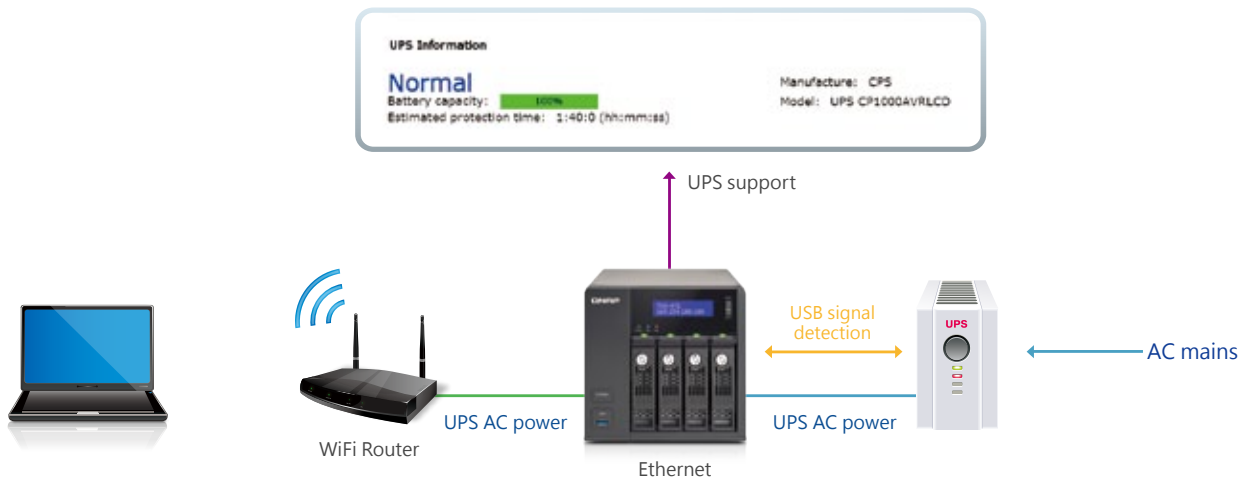 UPS Information
Normal
Manufacture: CPS
Battery capacity: 100%
Model: UPS CP1000AVRLCD
Estimated protection time: 1:40:0 (hh:mm:ss)
UPS support
QNAP
USB signal
detection
UPS
AC mains
UPS AC power
UPS AC power
WiFi Router
Ethernet